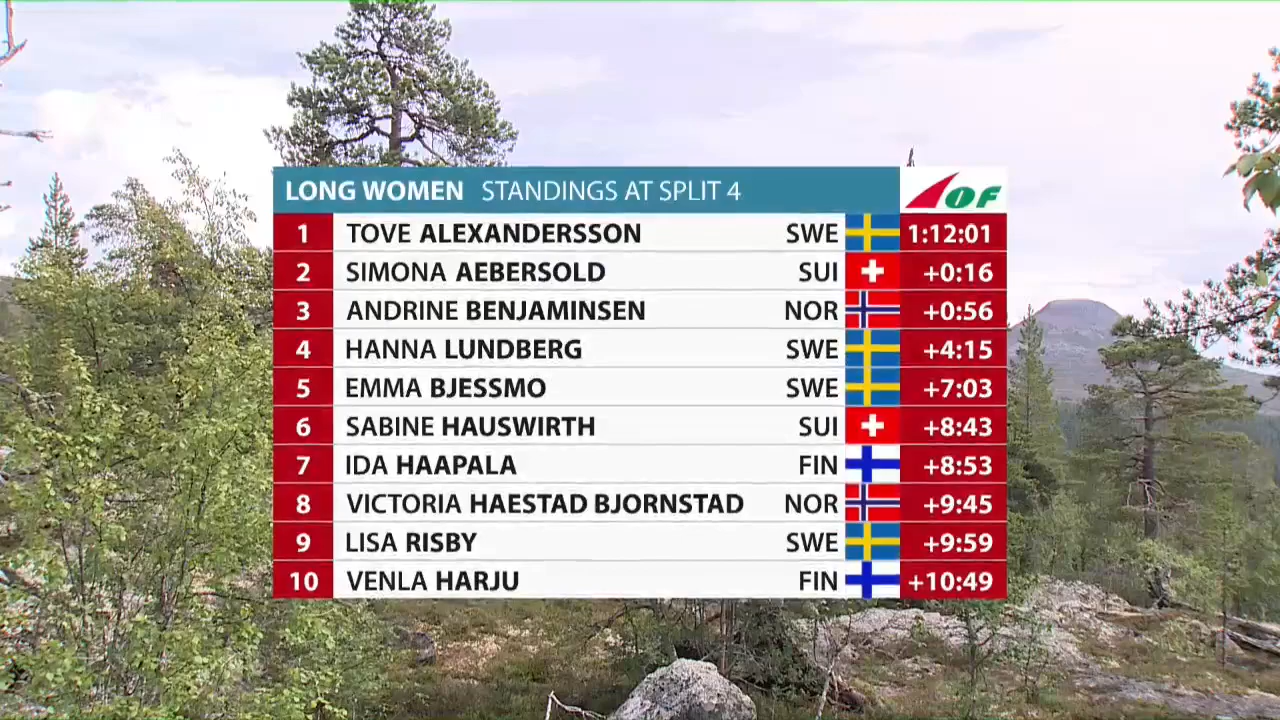 LONG WOMEN STANDINGS AT SPLIT 4 IOF
1 TOVE ALEXANDERSSON SWE 1:12:01
2 SIMONA AEBERSOLD SUI +0:16
3 ANDRINE BENJAMINSEN NOR +0:56
4 HANNA LUNDBERG SWE +4:15
5 EMMA BJESSMO SWE +7:03
6 SABINE HAUSWIRTH SUI +8:43
7 IDA HAAPALA FIN +8:53
8 VICTORIA HAESTAD BJORNSTAD NOR +9:45
9 LISA RISBY SWE +9:59
10 VENLA HARJU FIN +10:49